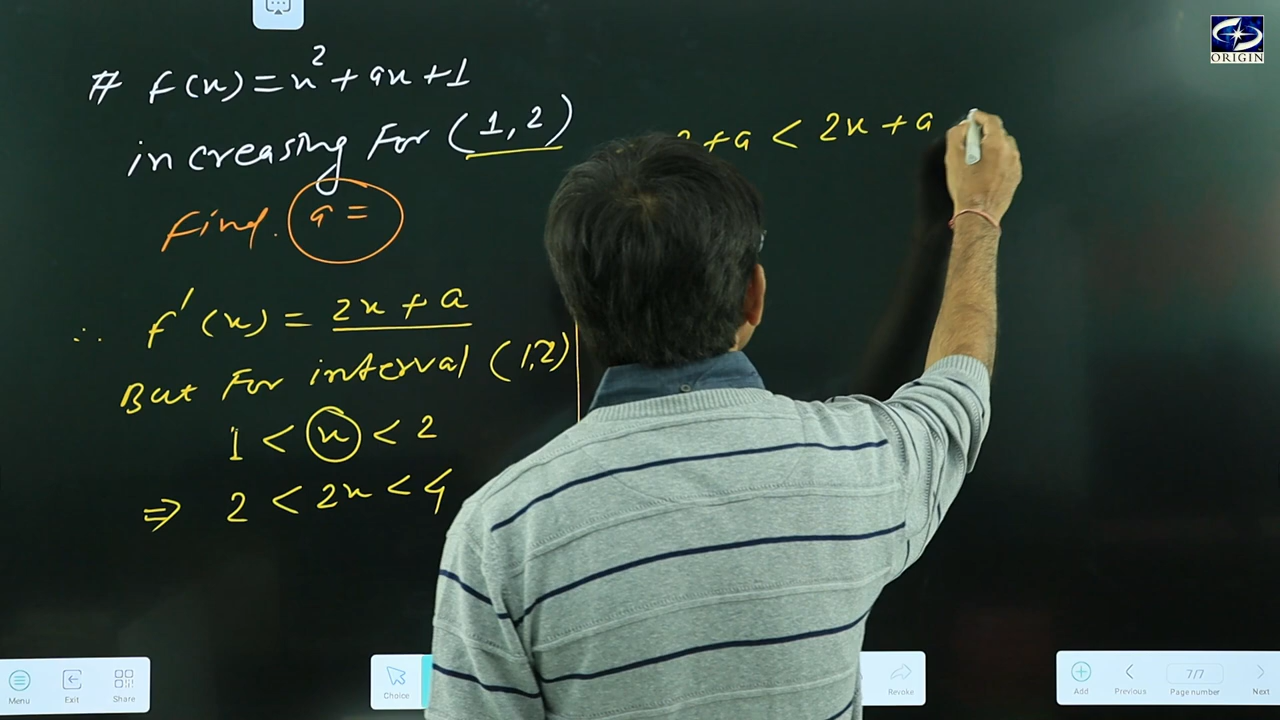 # f(x) = x² + ax + 1
increasing For (1,2)
Find. a =
∴ f'(x) = 2x + a
But For interval (1,2)
1 < x < 2
⇒ 2 < 2x < 4
+ a < 2x + a
ORIGIN
Menu
Exit
Share
Choice
Revoke
Add
Previous
7/7
Page number
Next